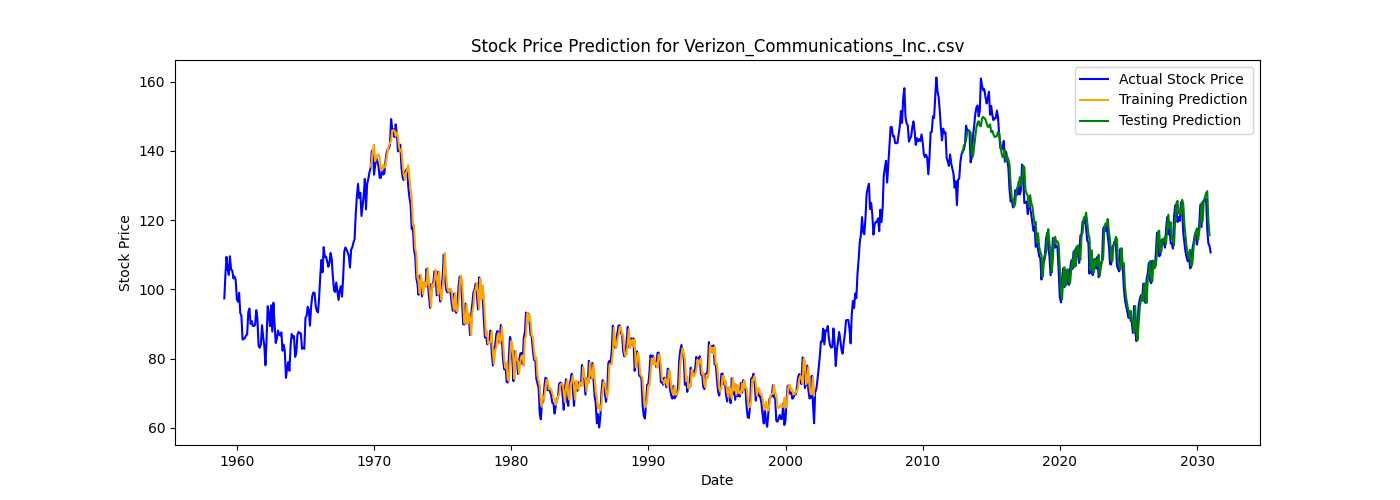 Stock Price Prediction for Verizon_Communications_Inc..csv
Actual Stock Price
Training Prediction
Testing Prediction
Stock Price
160
140
120
100
80
60
1960
1970
1980
1990
2000
2010
2020
2030
Date